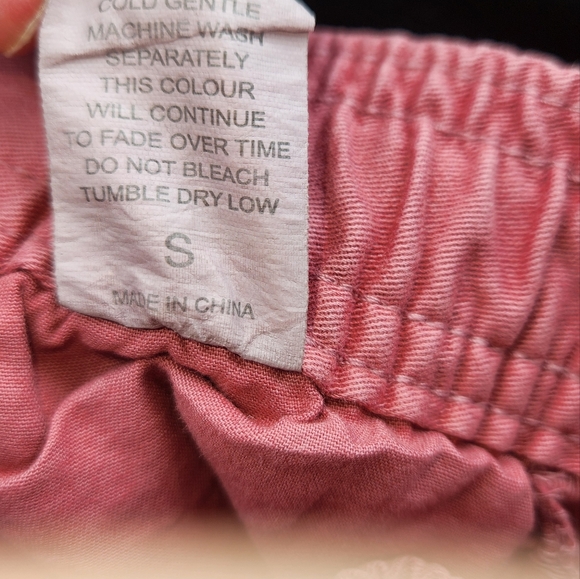 COLD GENTLE
MACHINE WASH
SEPARATELY
THIS COLOUR
WILL CONTINUE
TO FADE OVER TIME
DO NOT BLEACH
TUMBLE DRY LOW
S
MADE IN CHINA